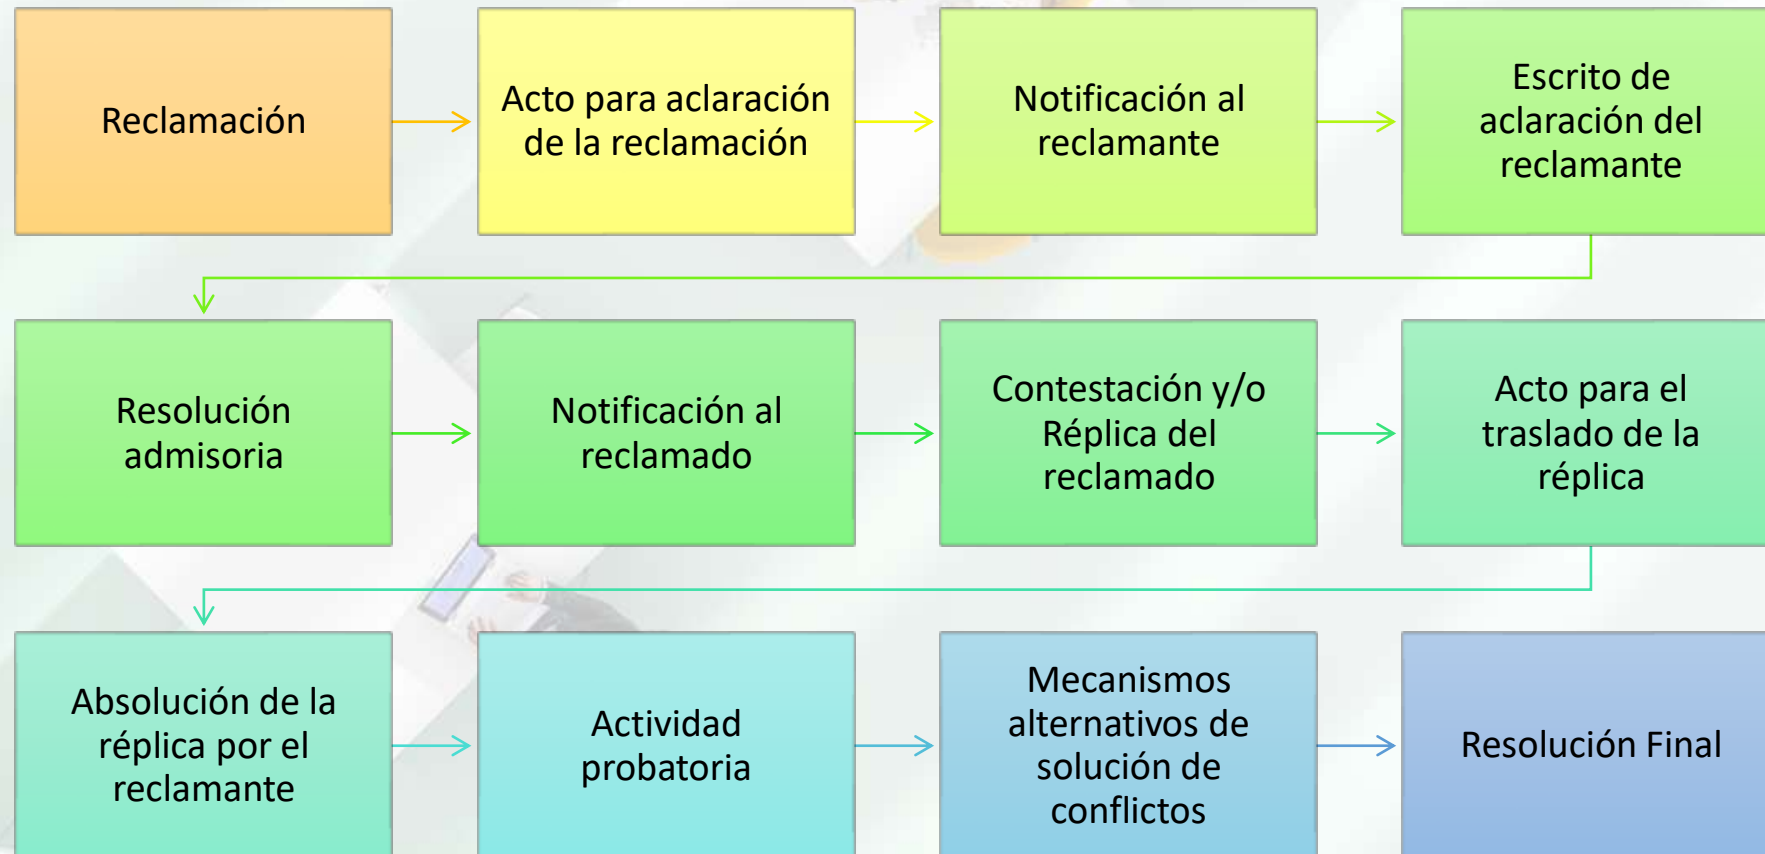 Reclamación
Acto para aclaración
de la reclamación
Notificación al
reclamante
Escrito de
aclaración del
reclamante
Resolución
admisoria
Notificación al
reclamado
Contestación y/o
Réplica del
reclamado
Acto para el
traslado de la
réplica
Absolución de la
réplica por el
reclamante
Actividad
probatoria
Mecanismos
alternativos de
solución de
conflictos
Resolución Final